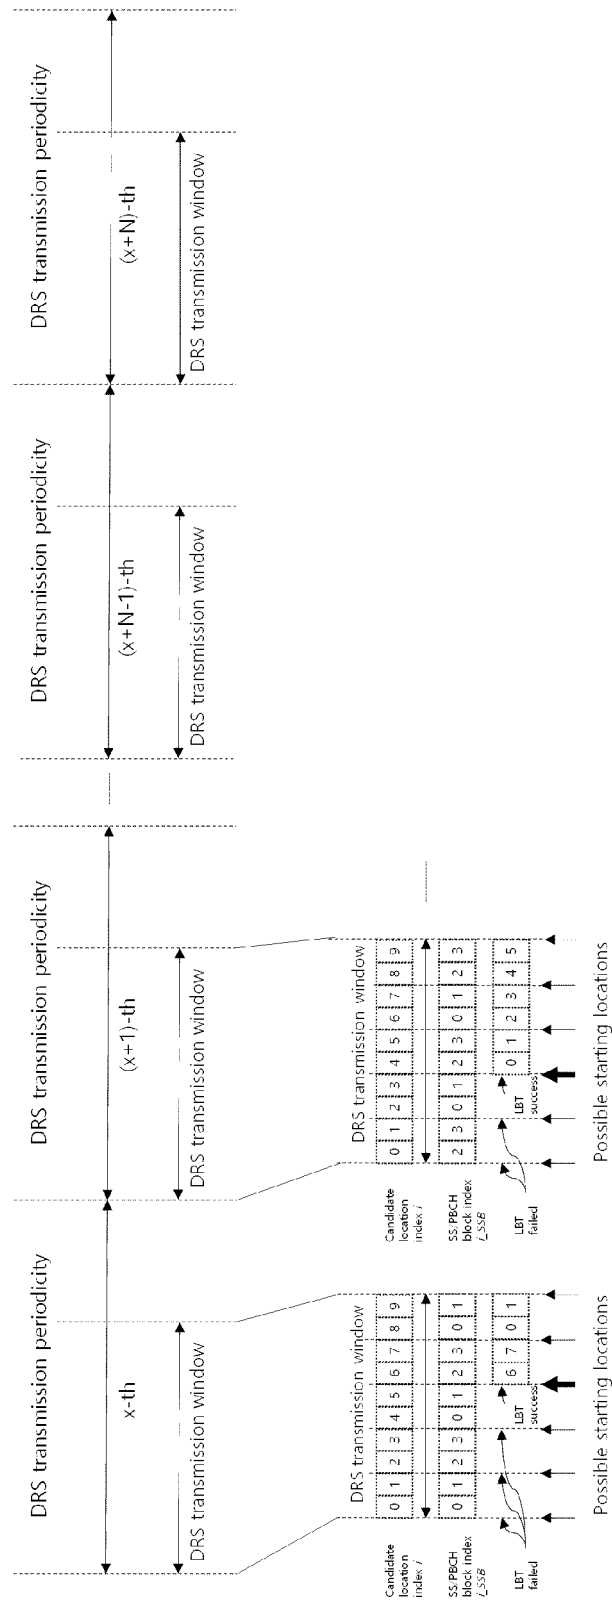 DRS transmission periodicity
DRS transmission periodicity
DRS transmission periodicity
DRS transmission periodicity
x-th
(x+1)-th
(x+N-1)-th
(x+N)-th
DRS transmission window
DRS transmission window
DRS transmission window
DRS transmission window
DRS transmission window
Candidate
location
index i
0 1 2 3 4 5 6 7 8 9
SS/PBCH
block index
i_SSB
0 1 2 3 0 1 2 3 0 1
6 7 0 1
LBT
failed
LBT
success
Possible starting locations
DRS transmission window
Candidate
location
index i
0 1 2 3 4 5 6 7 8 9
SS/PBCH
block index
i_SSB
2 3 0 1 2 3 0 1 2 3
0 1 2 3 4 5
LBT
failed
LBT
success
Possible starting locations